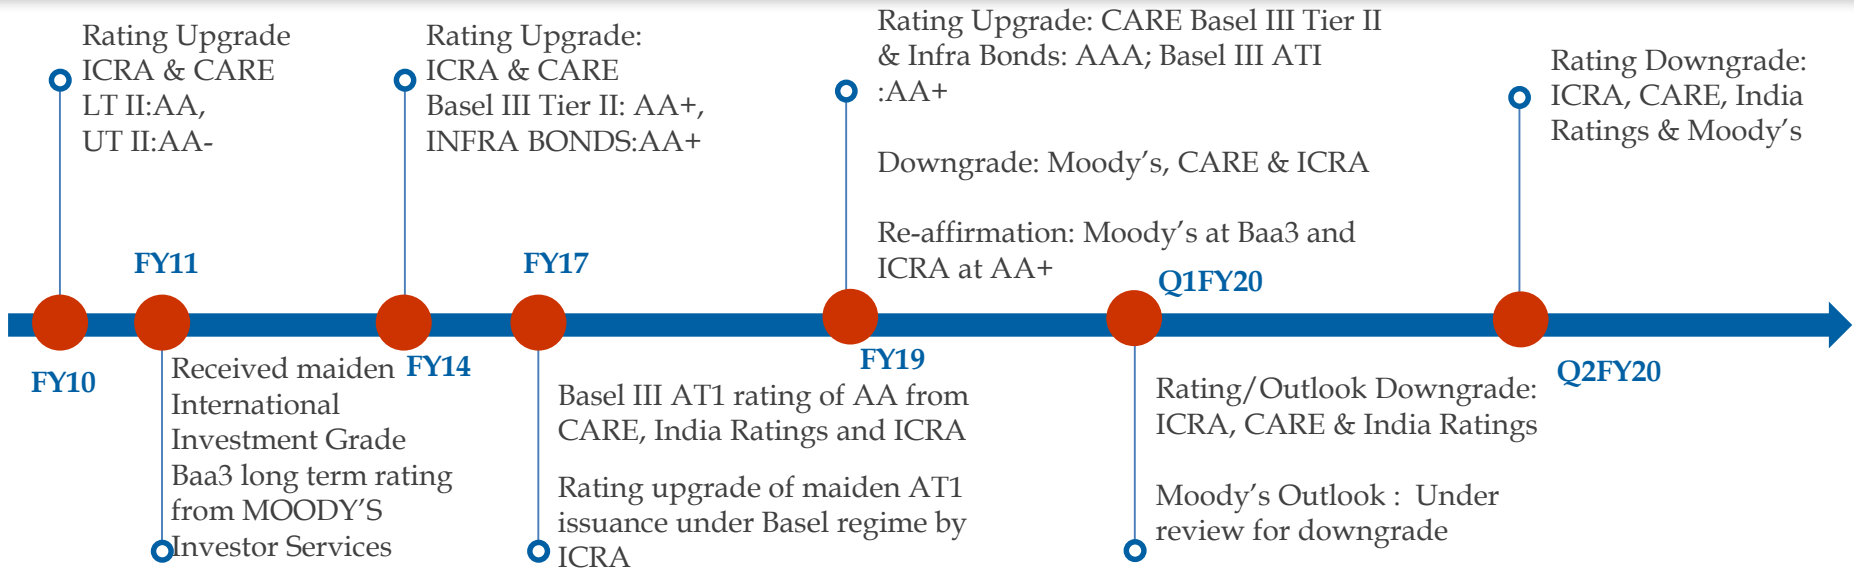 Rating Upgrade
ICRA & CARE
LT II:AA,
UT II:AA-
FY10
FY11
Received maiden
International
Investment Grade
Baa3 long term rating
from MOODY'S
Investor Services
Rating Upgrade:
ICRA & CARE
Basel III Tier II: AA+,
INFRA BONDS:AA+
FY14
FY17
Basel III AT1 rating of AA from
CARE, India Ratings and ICRA
Rating upgrade of maiden AT1
issuance under Basel regime by
ICRA
Rating Upgrade: CARE Basel III Tier II
& Infra Bonds: AAA; Basel III ATI
:AA+
Downgrade: Moody's, CARE & ICRA
Re-affirmation: Moody's at Baa3 and
ICRA at AA+
FY19
Q1FY20
Rating/Outlook Downgrade:
ICRA, CARE & India Ratings
Moody's Outlook : Under
review for downgrade
Rating Downgrade:
ICRA, CARE, India
Ratings & Moody's
Q2FY20